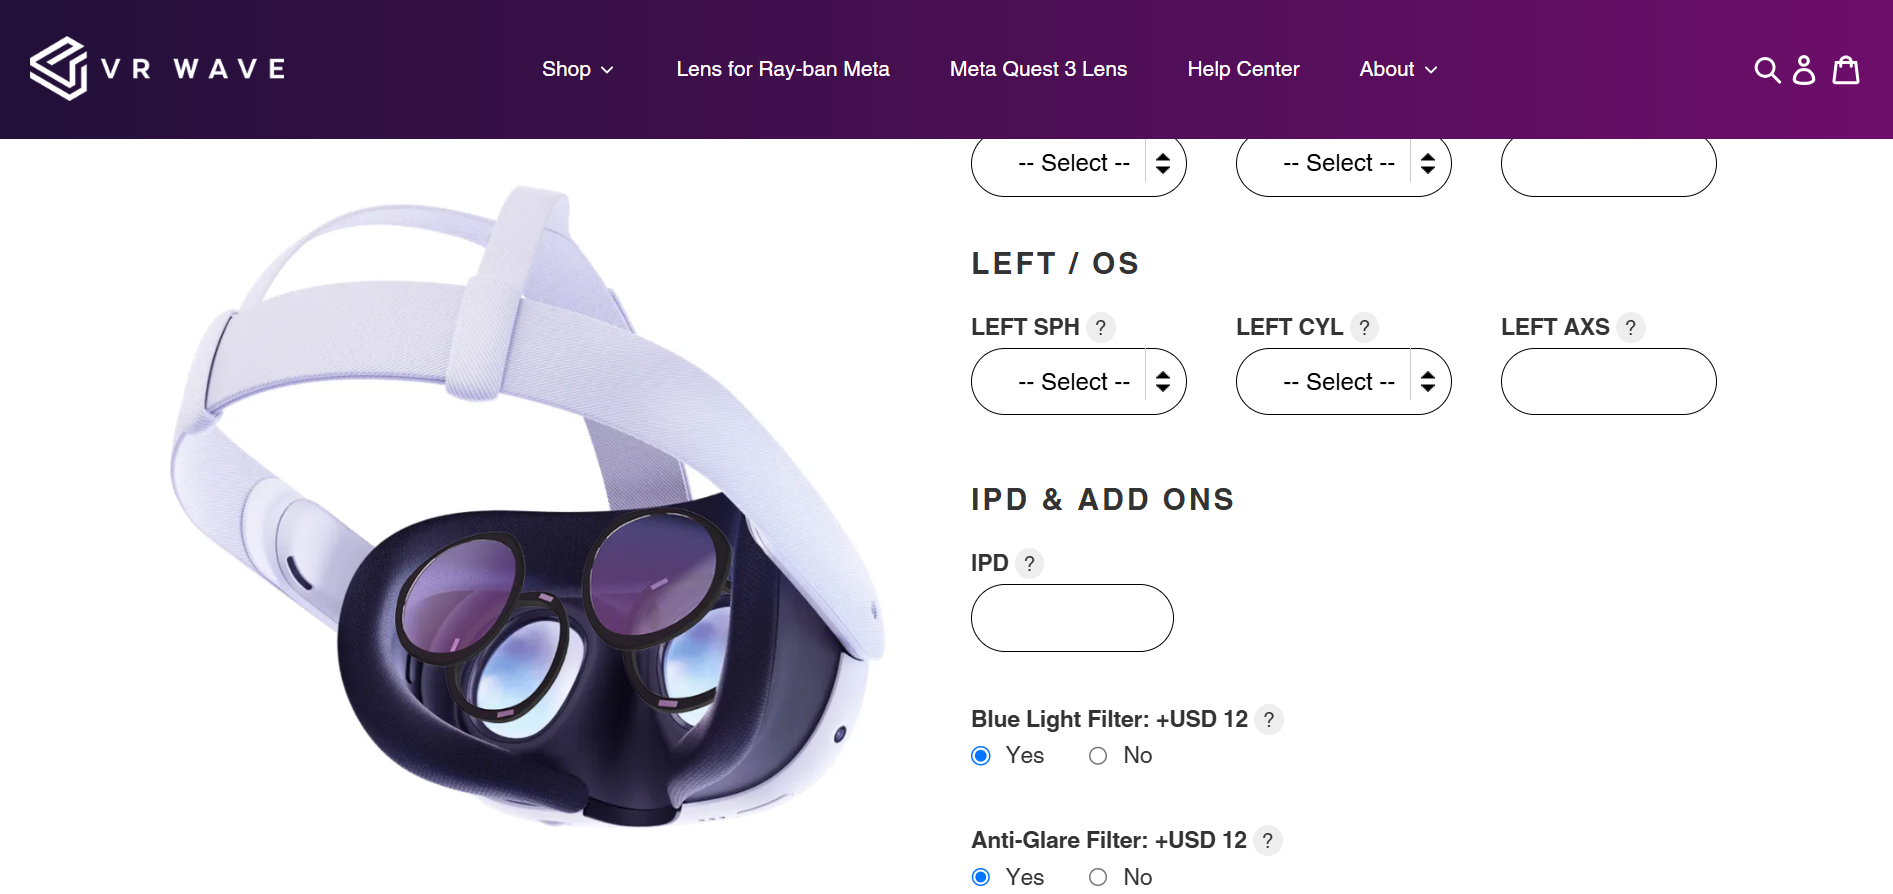 VR WAVE
Shop
Lens for Ray-ban Meta
Meta Quest 3 Lens
Help Center
About
-- Select --
-- Select --
LEFT / OS
LEFT SPH ?
LEFT CYL ?
LEFT AXS ?
-- Select --
-- Select --
IPD & ADD ONS
IPD ?
Blue Light Filter: +USD 12 ?
Yes No
Anti-Glare Filter: +USD 12 ?
Yes No